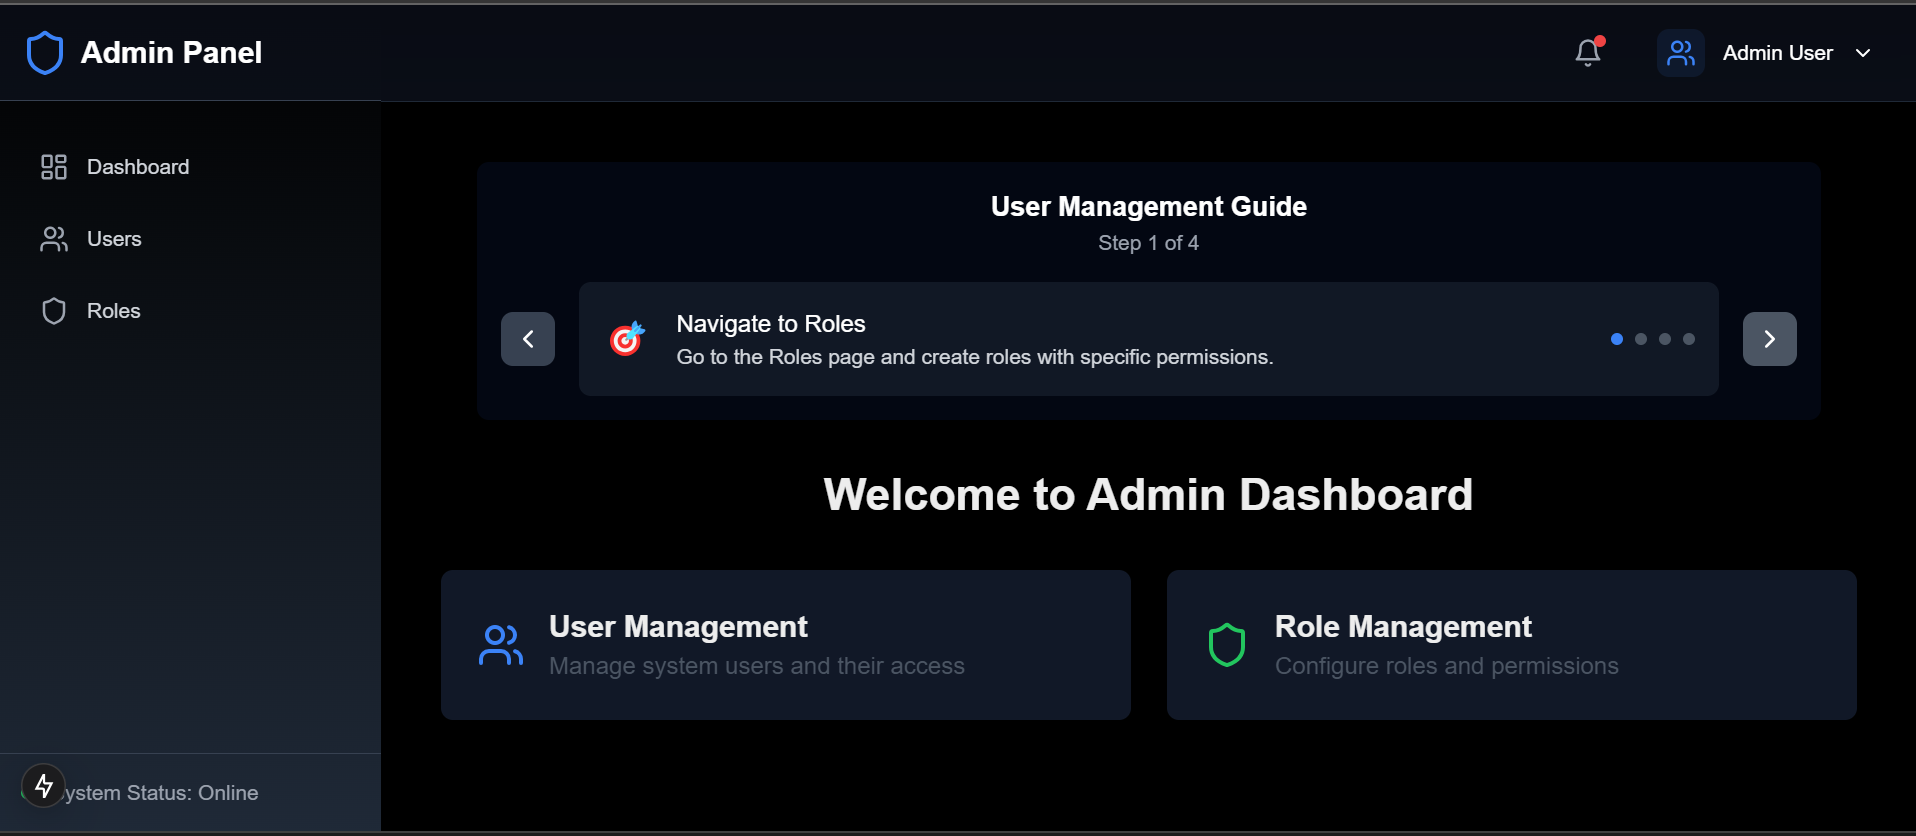 Admin Panel
Admin User
Dashboard
Users
Roles
User Management Guide
Step 1 of 4
Navigate to Roles
Go to the Roles page and create roles with specific permissions.
Welcome to Admin Dashboard
User Management
Manage system users and their access
Role Management
Configure roles and permissions
ystem Status: Online